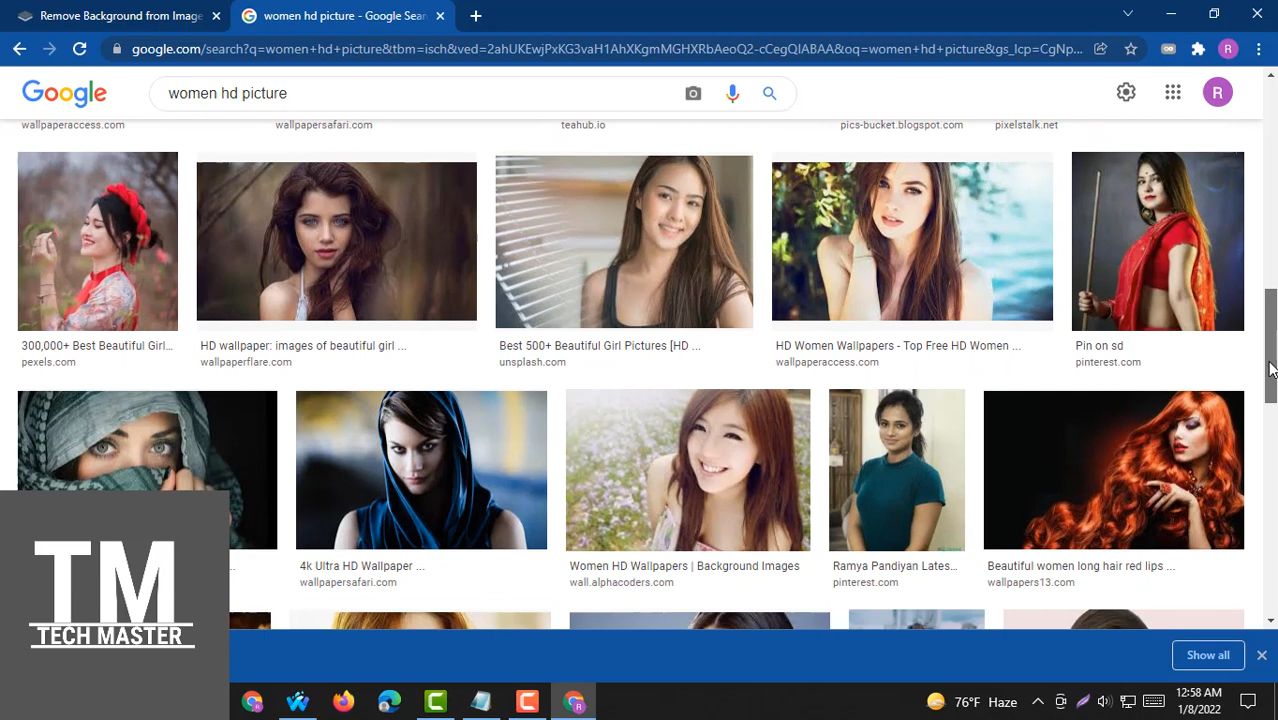 Remove Background from Image
women hd picture - Google Sear
google.com/search?q=women+hd+picture&tbm=isch&ved=2ahUKEwjPxKG3vaH1AhXKgmMGHXRbAeoQ2-cCegQIABAA&oq=women+hd+picture&gs_lcp=CgNp...
R
Google
women hd picture
R
wallpaperaccess.com
wallpapersafari.com
teahub.io
pics-bucket.blogspot.com
pixelstalk.net
300,000+ Best Beautiful Girl...
pexels.com
HD wallpaper: images of beautiful girl ...
wallpaperflare.com
Best 500+ Beautiful Girl Pictures [HD ...
unsplash.com
HD Women Wallpapers - Top Free HD Women ...
wallpaperaccess.com
Pin on sd
pinterest.com
4k Ultra HD Wallpaper ...
wallpapersafari.com
Women HD Wallpapers | Background Images
wall.alphacoders.com
Ramya Pandiyan Lates...
pinterest.com
Beautiful women long hair red lips ...
wallpapers13.com
TM
TECH MASTER
Show all
R
76°F Haze
12:58 AM
1/8/2022